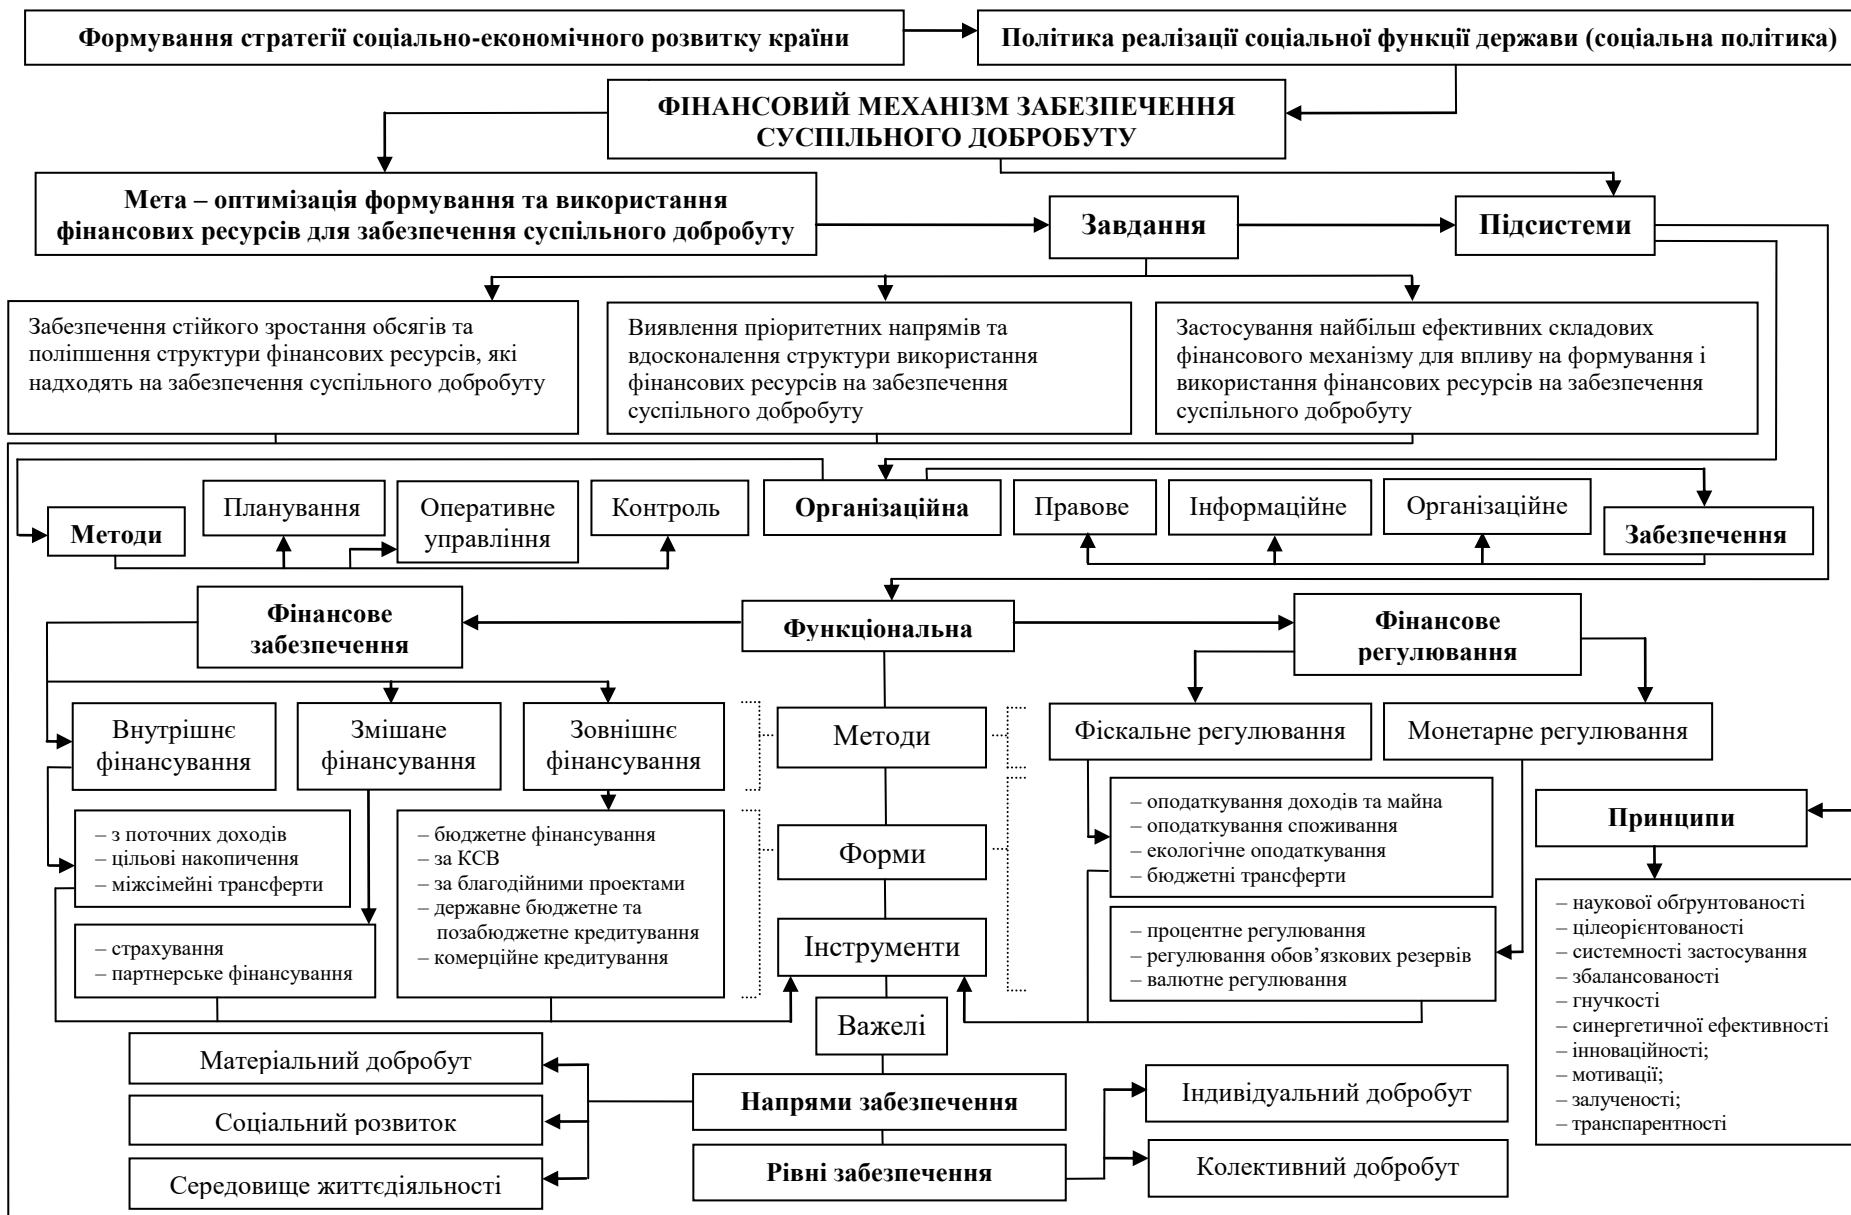 Формування стратегії соціально-економічного розвитку країни
Політика реалізації соціальної функції держави (соціальна політика)
ФІНАНСОВИЙ МЕХАНІЗМ ЗАБЕЗПЕЧЕННЯ
СУСПІЛЬНОГО ДОБРОБУТУ
Мета – оптимізація формування та використання
фінансових ресурсів для забезпечення суспільного добробуту
Завдання
Підсистеми
Забезпечення стійкого зростання обсягів та
поліпшення структури фінансових ресурсів, які
надходять на забезпечення суспільного добробуту
Виявлення пріоритетних напрямів та
вдосконалення структури використання
фінансових ресурсів на забезпечення
суспільного добробуту
Застосування найбільш ефективних складових
фінансового механізму для впливу на формування і
використання фінансових ресурсів на забезпечення
суспільного добробуту
Методи
Планування
Оперативне
управління
Контроль
Організаційна
Правове
Інформаційне
Організаційне
Забезпечення
Фінансове
забезпечення
Функціональна
Фінансове
регулювання
Внутрішнє
фінансування
Змішане
фінансування
Зовнішнє
фінансування
Методи
Фіскальне регулювання
Монетарне регулювання
– з поточних доходів
– цільові накопичення
– міжсімейні трансферти
– страхування
– партнерське фінансування
– бюджетне фінансування
– за КСВ
– за благодійними проектами
– державне бюджетне та
позабюджетне кредитування
– комерційне кредитування
Форми
Інструменти
Важелі
– оподаткування доходів та майна
– оподаткування споживання
– екологічне оподаткування
– бюджетні трансферти
– процентне регулювання
– регулювання обов’язкових резервів
– валютне регулювання
Принципи
– наукової обґрунтованості
– цілеорієнтованості
– системності застосування
– збалансованості
– гнучкості
– синергетичної ефективності
– інноваційності;
– мотивації;
– залученості;
– транспарентності
Матеріальний добробут
Соціальний розвиток
Середовище життєдіяльності
Напрями забезпечення
Рівні забезпечення
Індивідуальний добробут
Колективний добробут